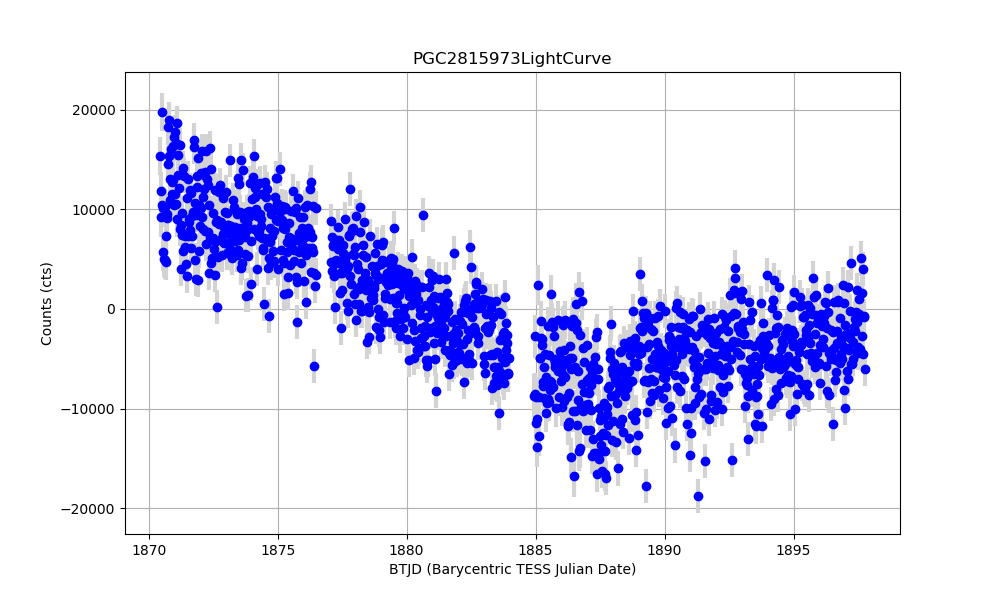 PGC2815973LightCurve
20000
10000
0
−10000
−20000
Counts (cts)
1870 1875 1880 1885 1890 1895
BTJD (Barycentric TESS Julian Date)